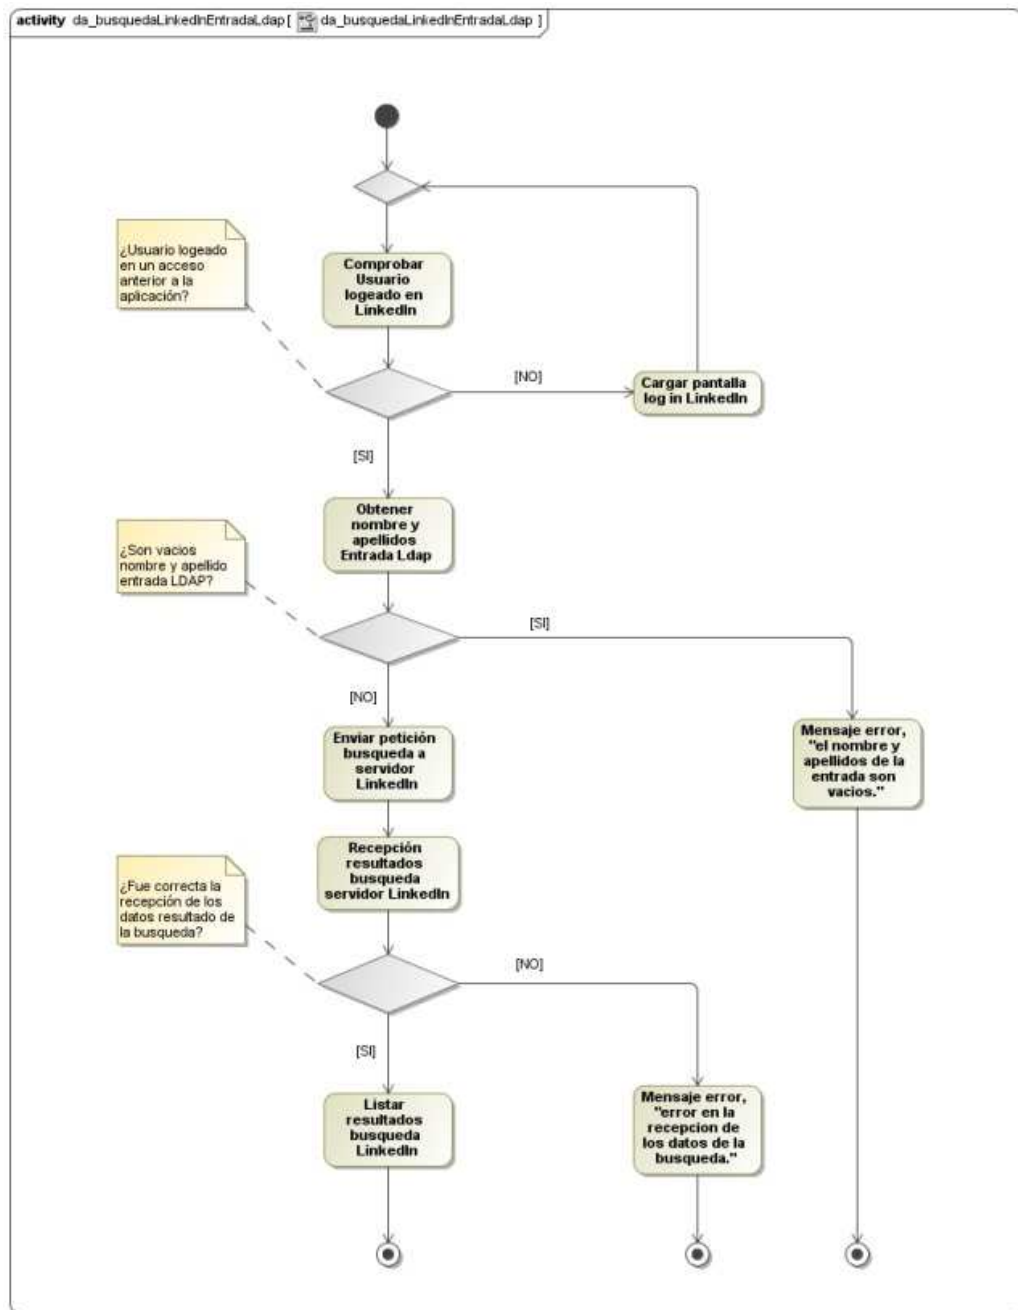 activity da_busquedaLinkedInEntradaLdap [ da_busquedaLinkedInEntradaLdap ]
¿Usuario logeado
en un acceso
anterior a la
aplicación?
Comprobar
Usuario
logeado en
LinkedIn
[NO]
Cargar pantalla
log in LinkedIn
[SI]
Obtener
nombre y
apellidos
Entrada Ldap
¿Son vacios
nombre y apellido
entrada LDAP?
[SI]
[NO]
Enviar petición
busqueda a
servidor
LinkedIn
Mensaje error,
"el nombre y
apellidos de la
entrada son
vacios."
Recepción
resultados
busqueda
servidor LinkedIn
¿Fue correcta la
recepción de los
datos resultado de
la busqueda?
[NO]
[SI]
Listar
resultados
busqueda
LinkedIn
Mensaje error,
"error en la
recepcion de
los datos de la
busqueda."